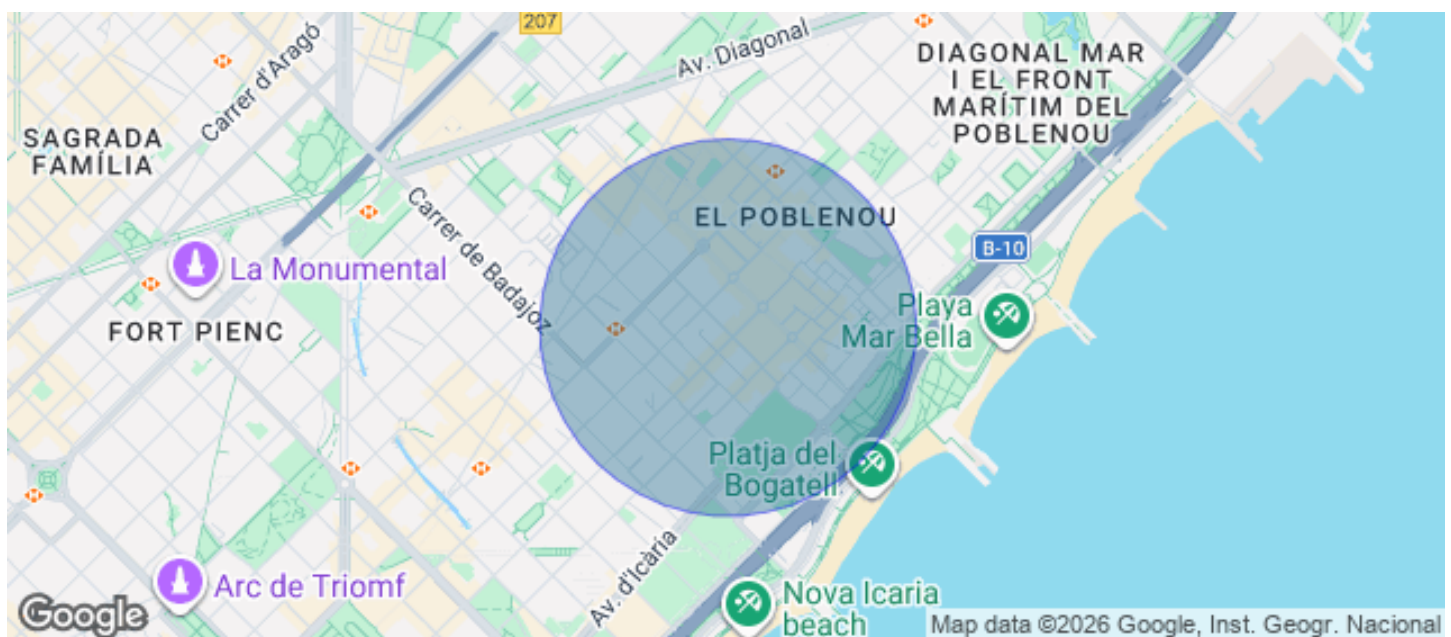 207
Av. Diagonal
Carrer d'Aragó
DIAGONAL MAR
I EL FRONT
MARÍTIM DEL
POBLENOU
SAGRADA
FAMÍLIA
EL POBLENOU
Carrer de Badajoz
B-10
La Monumental
Playa
Mar Bella
FORT PIENC
Platja del
Bogatell
Av. d'Icària
Arc de Triomf
Nova Icaria
beach
Google
Map data ©2026 Google, Inst. Geogr. Nacional